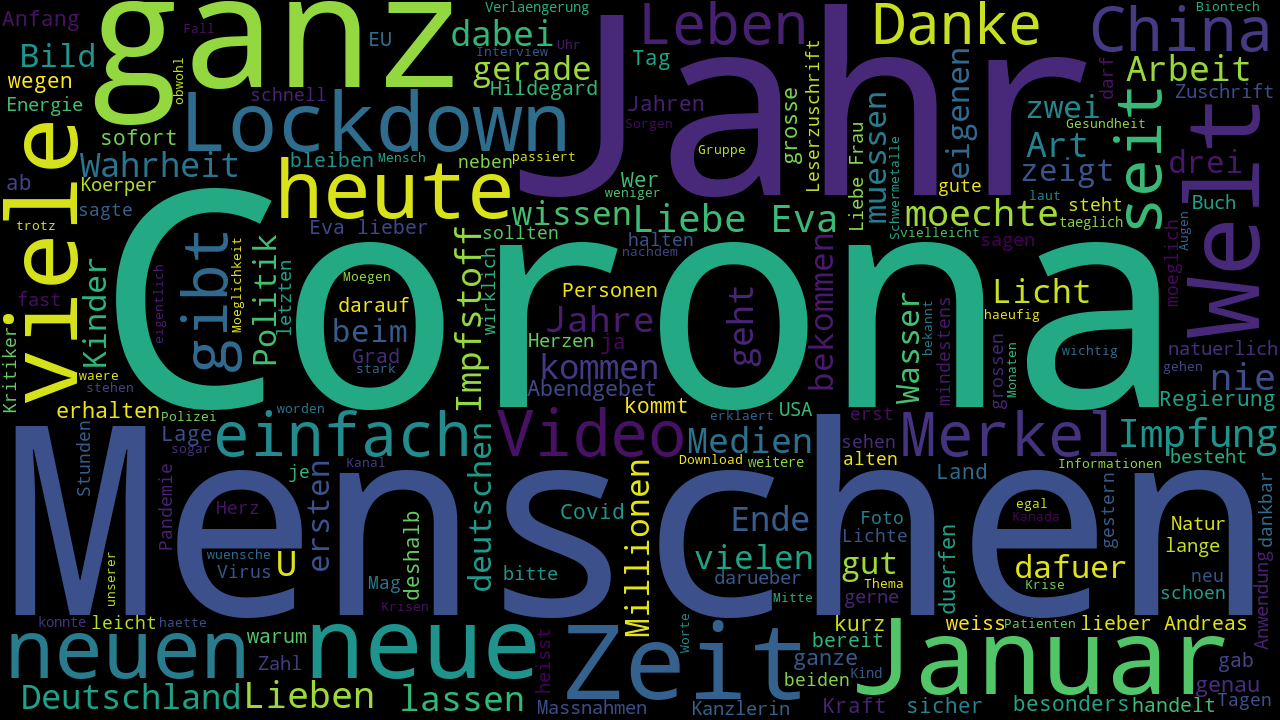 Anfang
ganz
Fall
EU
Verlaengerung
dabei
Interview
Uhr
Leben
Jahr
Danke
China
Biontech
Bild
wegen
Energie
obwohl
schnell
gerade
Hildegard
Tag
Jahren
Sorgen
grosse
Leserzuschrift
eigenen
zwei
Arbeit
darf
Zuschrift
Gesundheit
sofort
Lockdown
viele
Wahrheit
Koerper
ab
sagte
trotz
bleiben
Mensch
neben
passiert
heute
Wer
weniger
Gruppe
Liebe Frau
muessen
Schwermetalle
Art
zeigt
gute
laut
steht
taeglich
seit
drei
Welt
Buch
Augen
moeglich
Eva lieber
wissen
sollten
Liebe Eva
moechte
vielleicht
sagen
Corona
fast
Kinder
eigentlich
gibt
Moeglichkeit
Politik
letzten
Moegen
darauf
beim
Grad
stark
Impfstoff
wirklich
halten
nachdem
Personen
Jahre
Herzen
ja
geht
bekommen
Wasser
bekannt
mindestens
Licht
haeufig
grossen
Monaten
wichtig
natuerlich
gehen
nie
Kritiker
waere
stehen
kommen
Abendgebet
erhalten
Polizei
worden
kommt
erklaert
USA
erst
Regierung
Menschen
Stunden
Lage
sogar
einfach
Video
Medien
sehen
Merkel
Impfung
Pandemie
je
Kanal
deutschen
Download
weitere
alten
Land
Informationen
besteht
Herz
ersten
deshalb
Covid
Millionen
Ende
Foto
Lichte
egal
Kanada
gestern
Natur
dankbar
lange
unserer
wuensche
Virus
U
Mag
Krisen
bitte
vielen
darueber
Mitte
gut
Thema
gerne
duerfen
dafuer
Krise
neu
schoen
Anwendung
konnte
leicht
haette
neuen
warum
Zahl
neue
heisst
Zeit
Worte
kurz
bereit
ganze
beiden
Kind
weiss
Patienten
lieber Andreas
Januar
gab
genau
Tagen
Deutschland
Lieben
lassen
Massnahmen
Kanzlerin
Kraft
sicher
besonders
handelt